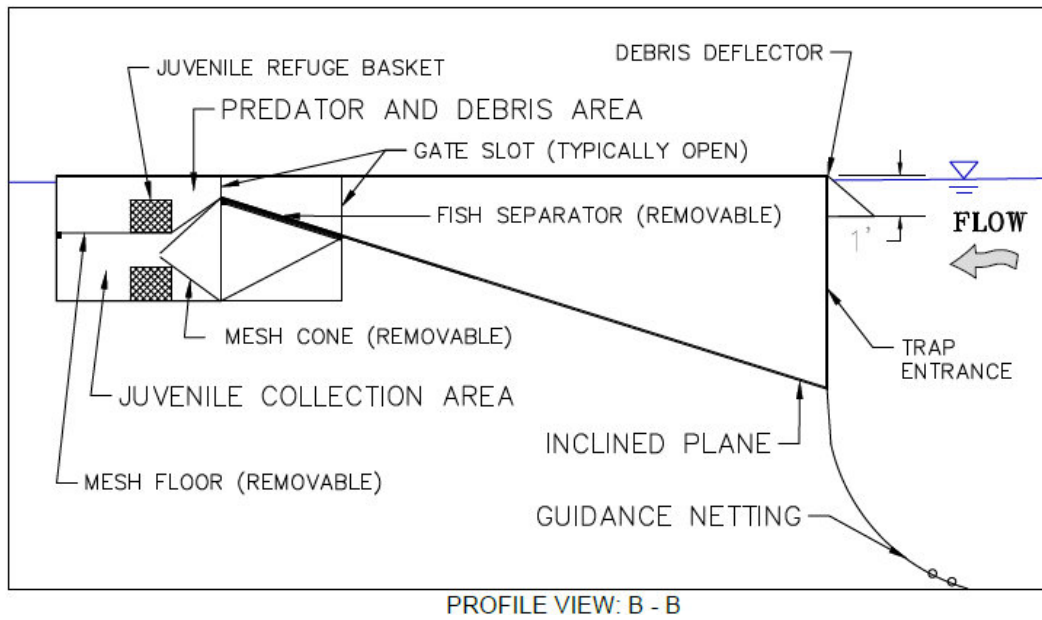 DEBRIS DEFLECTOR
JUVENILE REFUGE BASKET
PREDATOR AND DEBRIS AREA
GATE SLOT (TYPICALLY OPEN)
FISH SEPARATOR (REMOVABLE)
1'
FLOW
MESH CONE (REMOVABLE)
TRAP
ENTRANCE
JUVENILE COLLECTION AREA
INCLINED PLANE
MESH FLOOR (REMOVABLE)
GUIDANCE NETTING
PROFILE VIEW: B - B